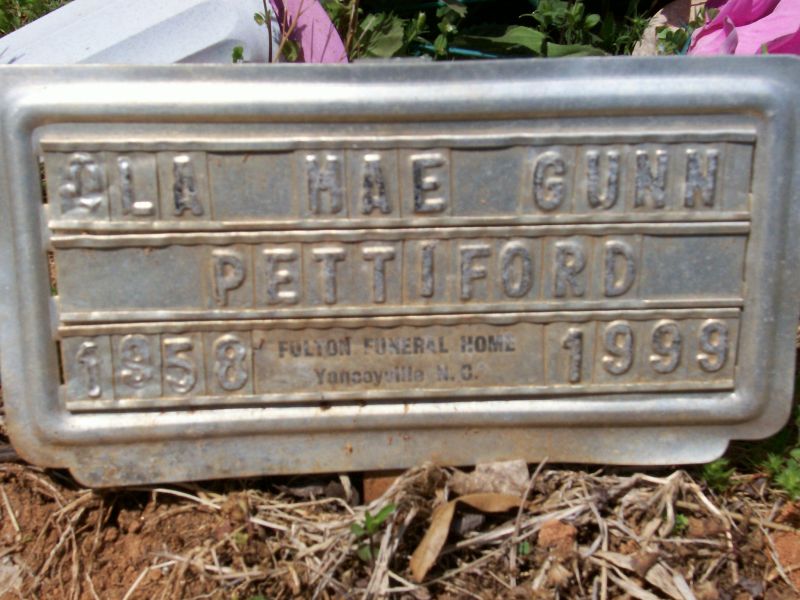 MAE GUNN
PETTIFORD
1958 FULTON FUNERAL HOME 1999
Yanceyville N. C.